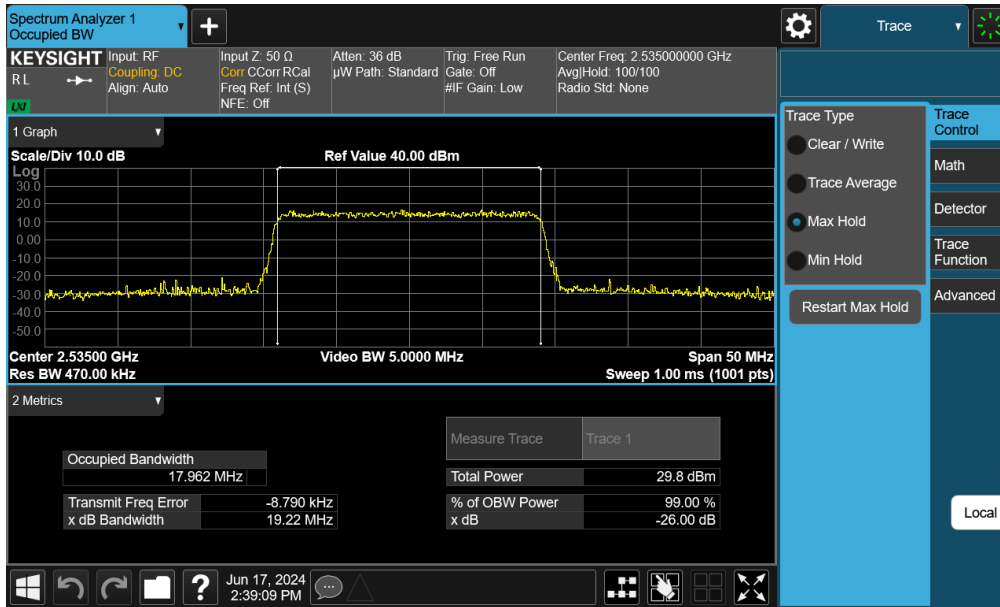 Spectrum Analyzer 1
Occupied BW
Trace
KEYSIGHT
R L
LXI
Input: RF
Coupling: DC
Align: Auto
Input Z: 50 Ω
Corr CCorr RCal
Freq Ref: Int (S)
NFE: Off
Atten: 36 dB
µW Path: Standard
Trig: Free Run
Gate: Off
#IF Gain: Low
Center Freq: 2.535000000 GHz
Avg|Hold: 100/100
Radio Std: None
1 Graph
Scale/Div 10.0 dB
Ref Value 40.00 dBm
Log
30.0
20.0
10.0
0.00
-10.0
-20.0
-30.0
-40.0
-50.0
Center 2.53500 GHz
Video BW 5.0000 MHz
Span 50 MHz
Res BW 470.00 kHz
Sweep 1.00 ms (1001 pts)
2 Metrics
Measure Trace
Trace 1
Occupied Bandwidth
17.962 MHz
Total Power
29.8 dBm
Transmit Freq Error
-8.790 kHz
% of OBW Power
99.00 %
x dB Bandwidth
19.22 MHz
x dB
-26.00 dB
Trace Type
Clear / Write
Trace Average
Max Hold
Min Hold
Restart Max Hold
Trace
Control
Math
Detector
Trace
Function
Advanced
Local
?
Jun 17, 2024
2:39:09 PM